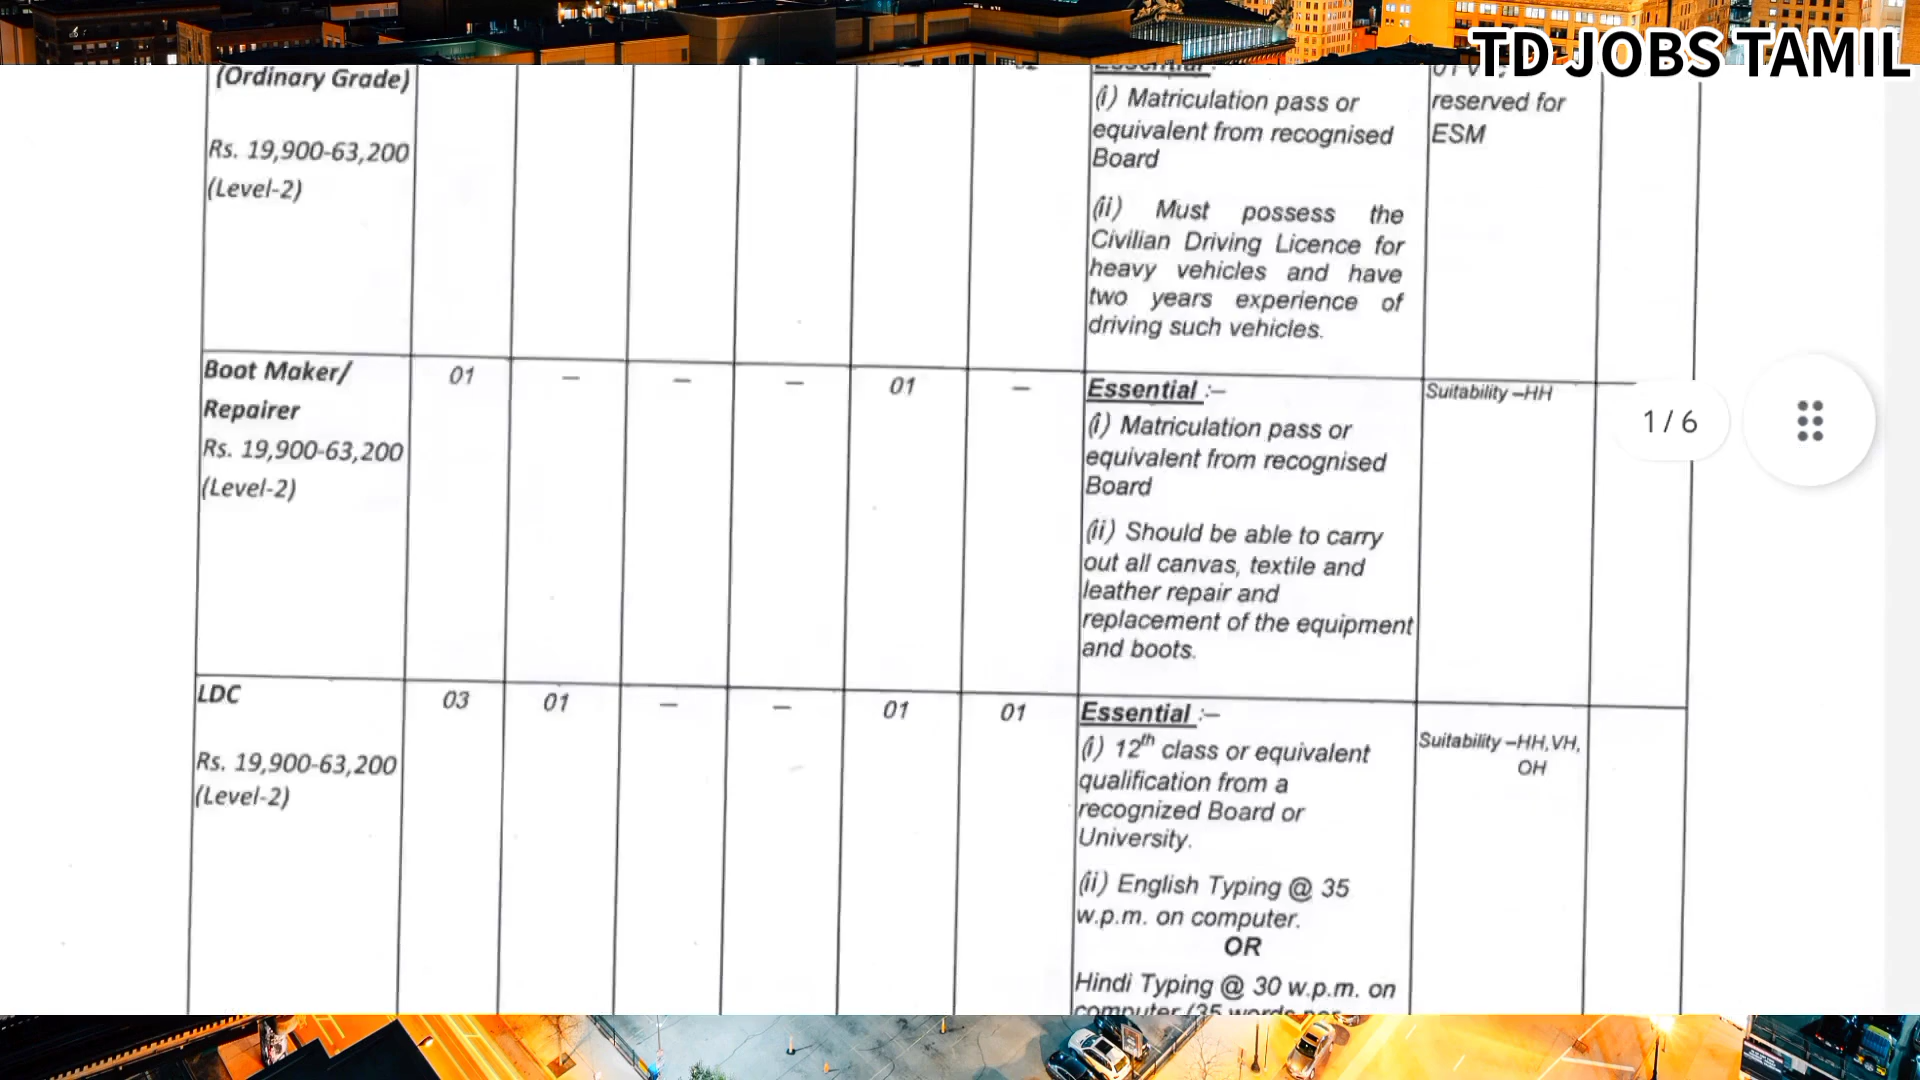 TD JOBS TAMIL
(Ordinary Grade)
Rs. 19,900-63,200
(Level-2)
Essential
(i) Matriculation pass or
equivalent from recognised
Board
(ii) Must possess the
Civilian Driving Licence for
heavy vehicles and have
two years experience of
driving such vehicles.
reserved for
ESM
Boot Maker/
Repairer
Rs. 19,900-63,200
(Level-2)
01 – – – 01 –
Essential :–
(i) Matriculation pass or
equivalent from recognised
Board
(ii) Should be able to carry
out all canvas, textile and
leather repair and
replacement of the equipment
and boots.
Suitability –HH
1 / 6
LDC
Rs. 19,900-63,200
(Level-2)
03 01 – – 01 01
Essential :–
(i) 12th class or equivalent
qualification from a
recognized Board or
University.
(ii) English Typing @ 35
w.p.m. on computer.
OR
Hindi Typing @ 30 w.p.m. on
computer (35 words per
Suitability –HH,VH,
OH